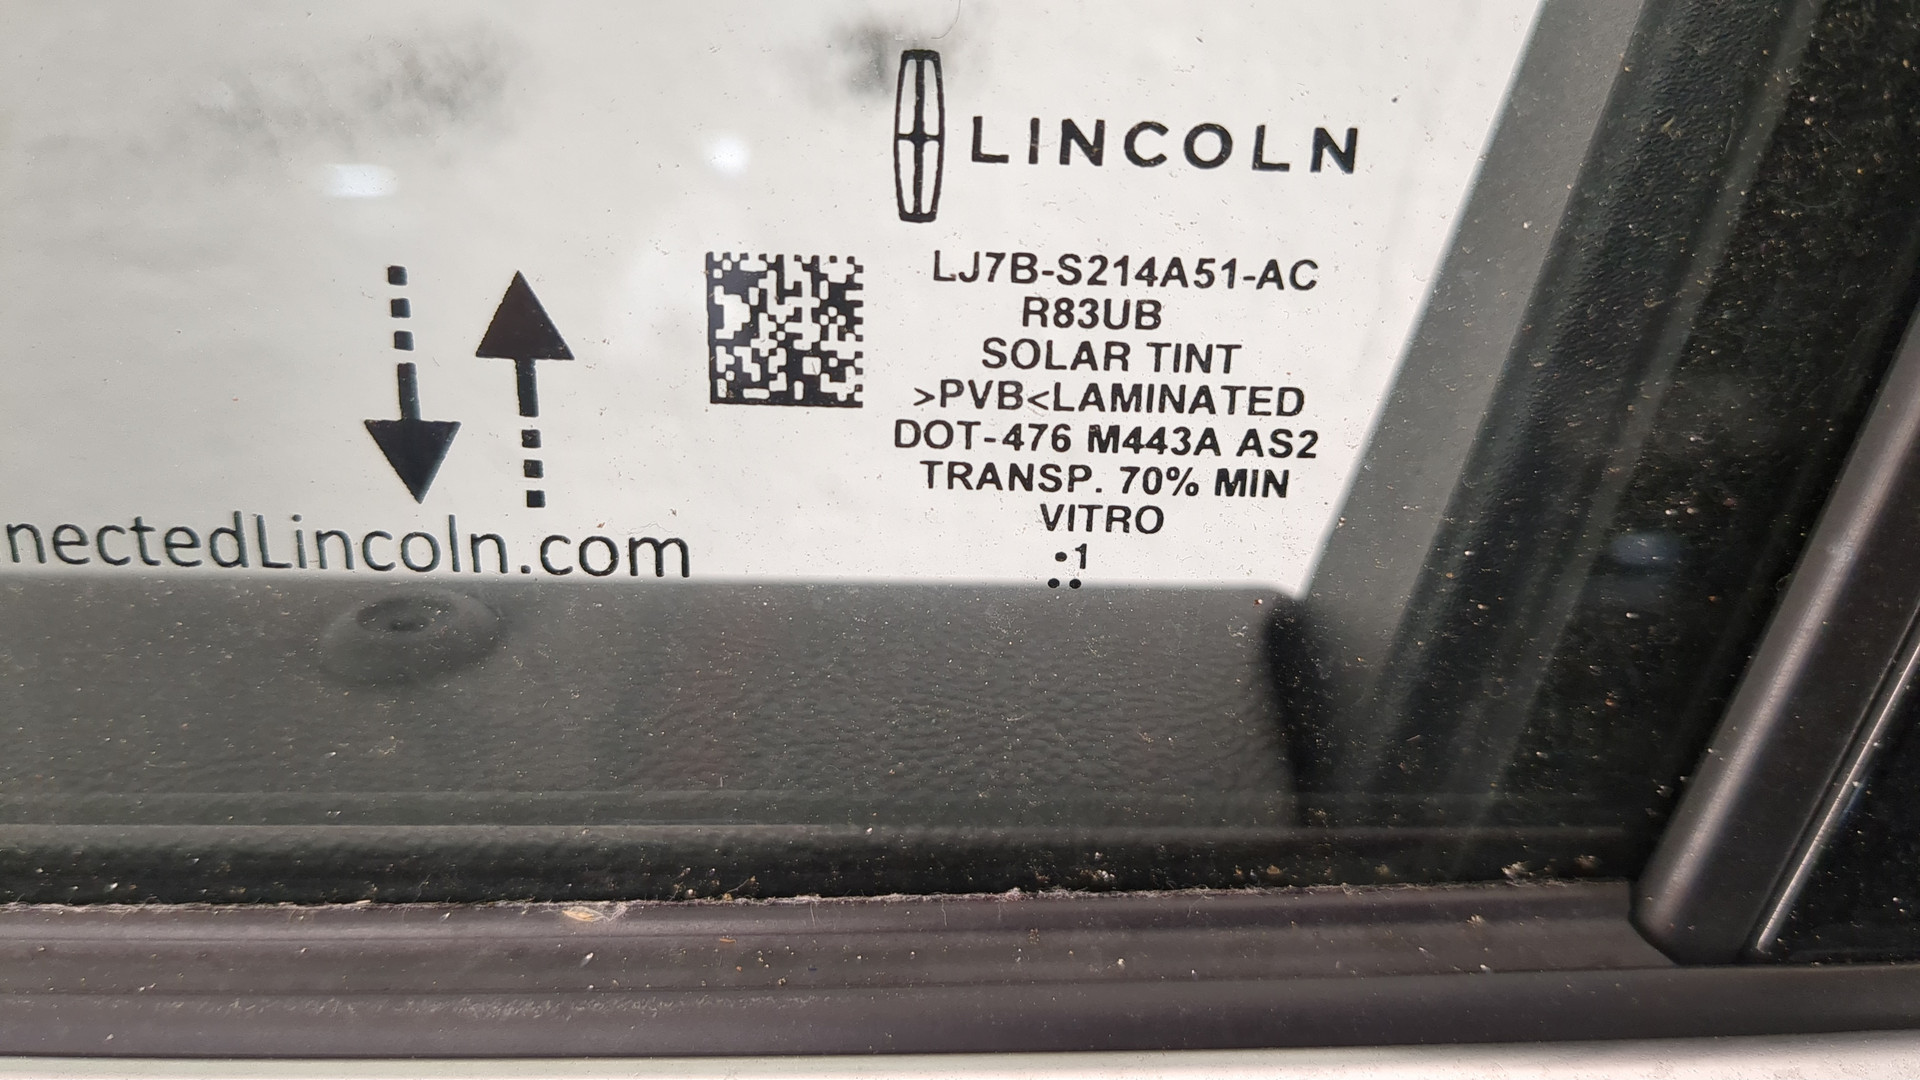 LINCOLN
LJ7B-S214A51-AC
R83UB
SOLAR TINT
>PVB<LAMINATED
DOT-476 M443A AS2
TRANSP. 70% MIN
VITRO
•1
••
nectedLincoln.com